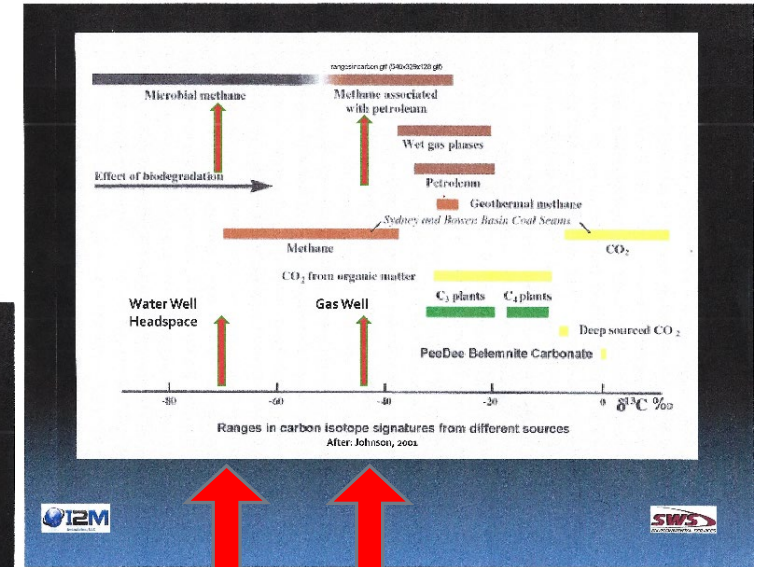 rangesincarbon.gif (540x329x128 gif)
Microbial methane
Methane associated
with petroleum
Wet gas phases
Effect of biodegradation
Petroleum
Geothermal methane
Sydney and Bowen Basin Coal Seams
Methane
CO₂
CO₂ from organic matter
C₃ plants
C₄ plants
Water Well
Headspace
Gas Well
Deep sourced CO₂
PeeDee Belemnite Carbonate
-80
-60
-40
-20
0
δ¹³C ‰
Ranges in carbon isotope signatures from different sources
After: Johnson, 2001
I2M
SWS
ENVIRONMENTAL SERVICES